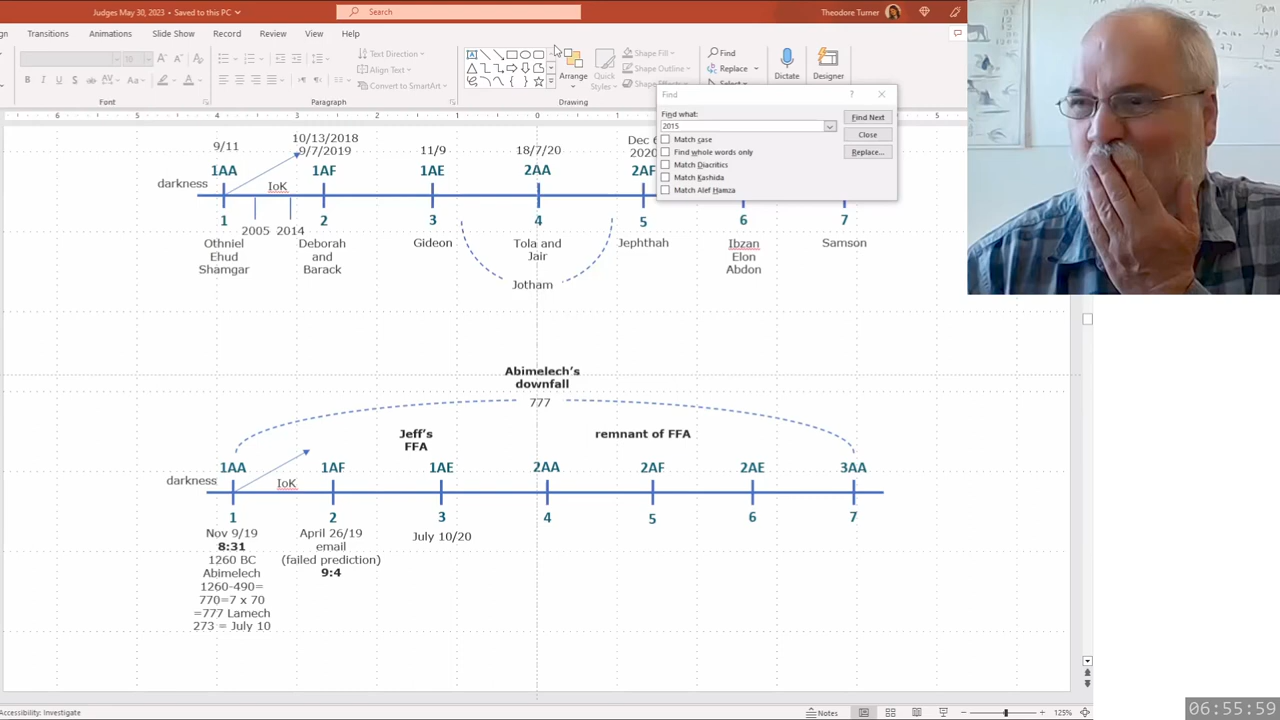 Judges May 30, 2023 • Saved to this PC
Search
Theodore Turner
Transitions Animations Slide Show Record Review View Help
Text Direction
Align Text
Convert to SmartArt
Arrange
Quick
Styles
Shape Fill
Shape Outline
Shape Effects
Find
Replace
Select
Dictate
Designer
Font
Paragraph
Drawing
Find
Find what:
2015
Find Next
Match case
Close
Find whole words only
Replace...
Match Diacritics
Match Kashida
Match Alef Hamza
6 5 4 3 2 1 0 1 5
9/11
10/13/2018
9/7/2019
11/9
18/7/20
Dec 6
2020
1AA 1AF 1AE 2AA 2AF
darkness
IoK
1 2 3 4 5 6 7
2005 2014
Othniel
Ehud
Shamgar
Deborah
and
Barack
Gideon
Tola and
Jair
Jephthah
Ibzan
Elon
Abdon
Samson
Jotham
Abimelech's
downfall
777
Jeff's
FFA
remnant of FFA
1AA 1AF 1AE 2AA 2AF 2AE 3AA
darkness
IoK
1 2 3 4 5 6 7
Nov 9/19
8:31
1260 BC
Abimelech
1260-490=
770=7 x 70
=777 Lamech
273 = July 10
April 26/19
email
(failed prediction)
9:4
July 10/20
Accessibility: Investigate
Notes
125%
06:55:59